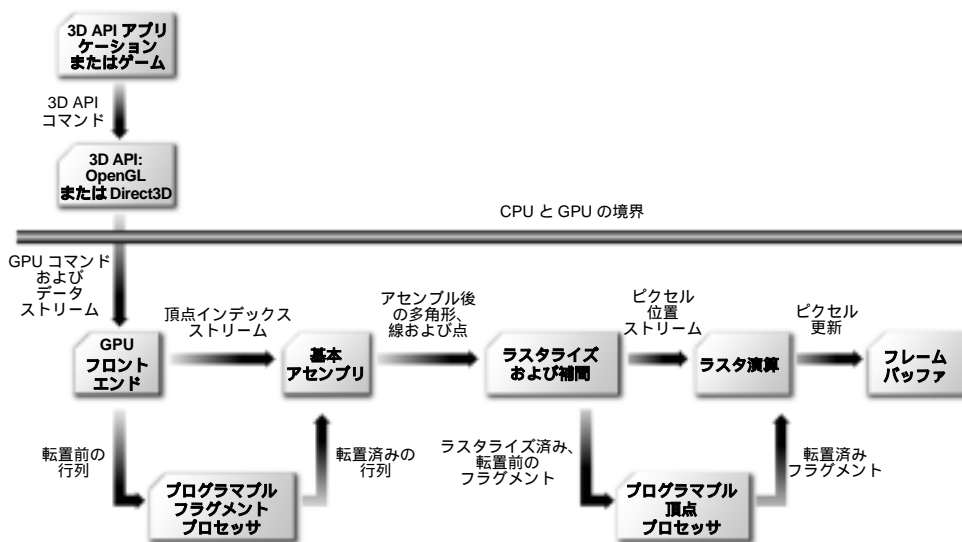 3D API アプリ
ケーション
またはゲーム
3D API
コマンド
3D API:
OpenGL
または Direct3D
CPU と GPU の境界
GPU コマンド
および
データ
ストリーム
頂点インデックス
ストリーム
アセンブル後
の多角形、
線および点
ピクセル
位置
ストリーム
ピクセル
更新
GPU
フロント
エンド
基本
アセンブリ
ラスタライズ
および補間
ラスタ演算
フレーム
バッファ
転置前の
行列
転置済みの
行列
ラスタライズ済み、
転置前の
フラグメント
転置済み
フラグメント
プログラマブル
フラグメント
プロセッサ
プログラマブル
頂点
プロセッサ